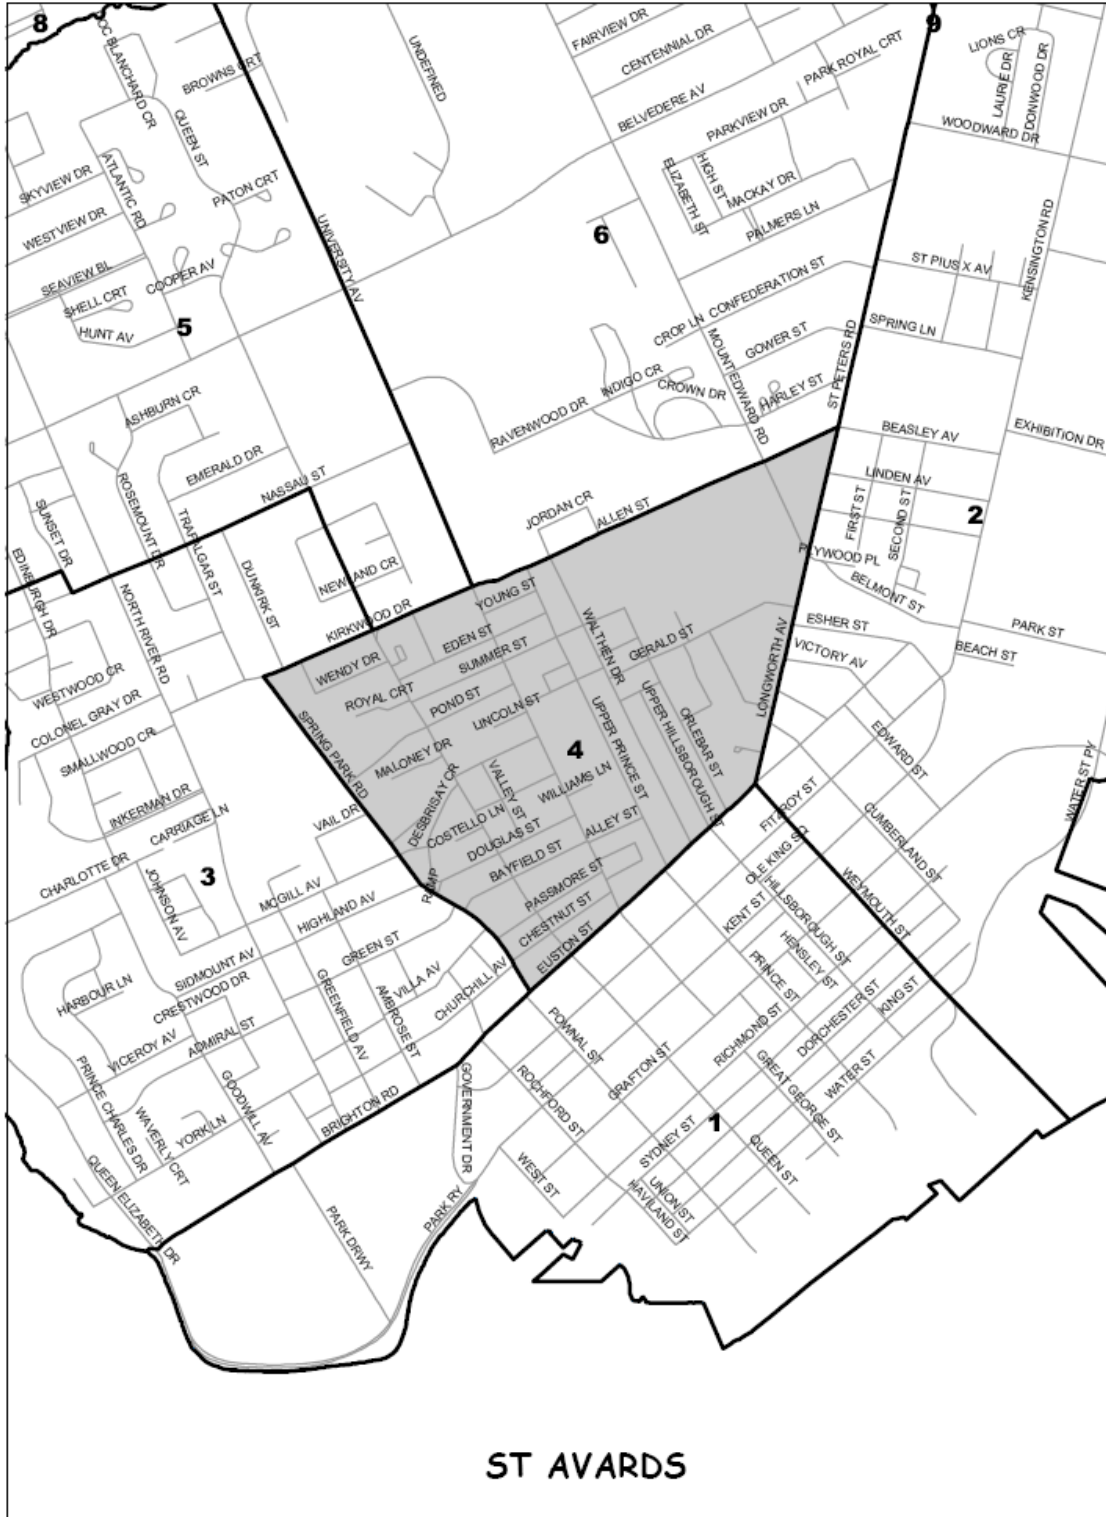 8
9
DOC BLANCHARD CR
BROWNS CRT
UNDEFINED
FAIRVIEW DR
CENTENNIAL DR
PARK ROYAL CRT
LIONS CR
LAURIE DR
DONWOOD DR
BELVEDERE AV
PARKVIEW DR
WOODWARD DR
QUEEN ST
SKYVIEW DR
ATLANTIC RD
PATON CRT
HIGH ST
ELIZABETH ST
MACKAY DR
PALMERS LN
WESTVIEW DR
UNIVERSITY AV
6
KENSINGTON RD
SEAVIEW BL
COOPER AV
SHELL CRT
ST PIUS X AV
HUNT AV
5
CROP LN
CONFEDERATION ST
GOWER ST
SPRING LN
MOUNT EDWARD RD
ST PETERS RD
INDIGO CR
CROWN DR
HARLEY ST
RAVENWOOD DR
ASHBURN CR
EMERALD DR
NASSAU ST
BEASLEY AV
EXHIBITION DR
LINDEN AV
ROSEMOUNT DR
SUNSET DR
TRAFALGAR ST
JORDAN CR
ALLEN ST
FIRST ST
SECOND ST
2
EDINBURGH DR
DUNKIRK ST
NEWLAND CR
PLYWOOD PL
BELMONT ST
NORTH RIVER RD
KIRKWOOD DR
YOUNG ST
EDEN ST
SUMMER ST
WALTHEN DR
GERALD ST
LONGWORTH AV
ESHER ST
VICTORY AV
PARK ST
BEACH ST
WESTWOOD CR
WENDY DR
ROYAL CRT
POND ST
LINCOLN ST
COLONEL GRAY DR
SMALLWOOD CR
SPRING PARK RD
MALONEY DR
UPPER PRINCE ST
UPPER HILLSBOROUGH ST
ORLEBAR ST
4
EDWARD ST
WATER ST PY
INKERMAN DR
CARRIAGE LN
VAIL DR
DESBRISAY CR
VALLEY ST
WILLIAMS LN
COSTELLO LN
DOUGLAS ST
ALLEY ST
BAYFIELD ST
FITZROY ST
CUMBERLAND ST
CHARLOTTE DR
JOHNSON AV
3
MCGILL AV
HIGHLAND AV
RAMP
PASSMORE ST
CHESTNUT ST
EUSTON ST
OLE KING SQ
HILLSBOROUGH ST
WEYMOUTH ST
KENT ST
SIDMOUNT AV
GREEN ST
HARBOUR LN
CRESTWOOD DR
VILLA AV
CHURCHILL AV
PRINCE ST
HENSLEY ST
VICEROY AV
ADMIRAL ST
GREENFIELD AV
AMBROSE ST
POWNAL ST
RICHMOND ST
DORCHESTER ST
KING ST
PRINCE CHARLES DR
GOODWILL AV
BRIGHTON RD
GOVERNMENT DR
ROCHFORD ST
GRAFTON ST
GREAT GEORGE ST
WATER ST
WAVERLY CRT
YORK LN
SYDNEY ST
1
QUEEN ST
QUEEN ELIZABETH DR
WEST ST
UNION ST
HAVILAND ST
PARK DRWY
PARK RY
ST AVARDS